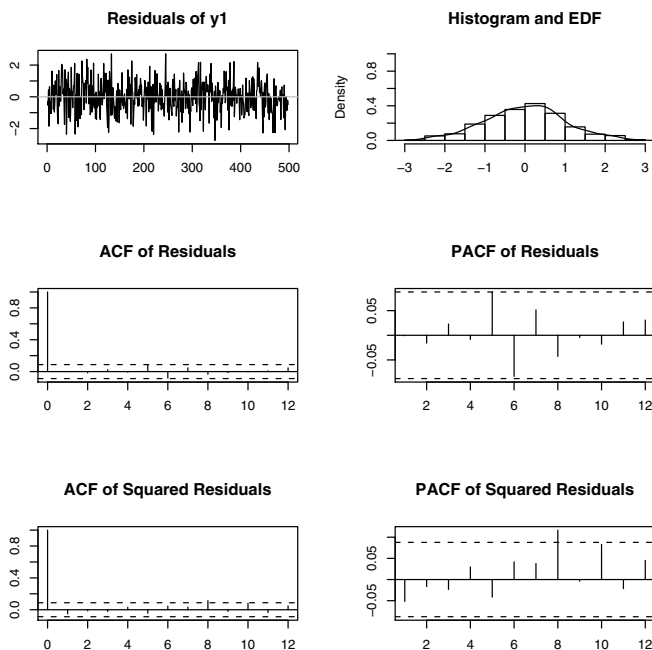 Residuals of y1
Histogram and EDF
2
0
−2
0 100 200 300 400 500
Density
0.8
0.4
0.0
−3 −2 −1 0 1 2 3
ACF of Residuals
PACF of Residuals
0.8
0.4
0.0
0 2 4 6 8 10 12
0.05
−0.05
2 4 6 8 10 12
ACF of Squared Residuals
PACF of Squared Residuals
0.8
0.4
0.0
0 2 4 6 8 10 12
0.05
−0.05
2 4 6 8 10 12